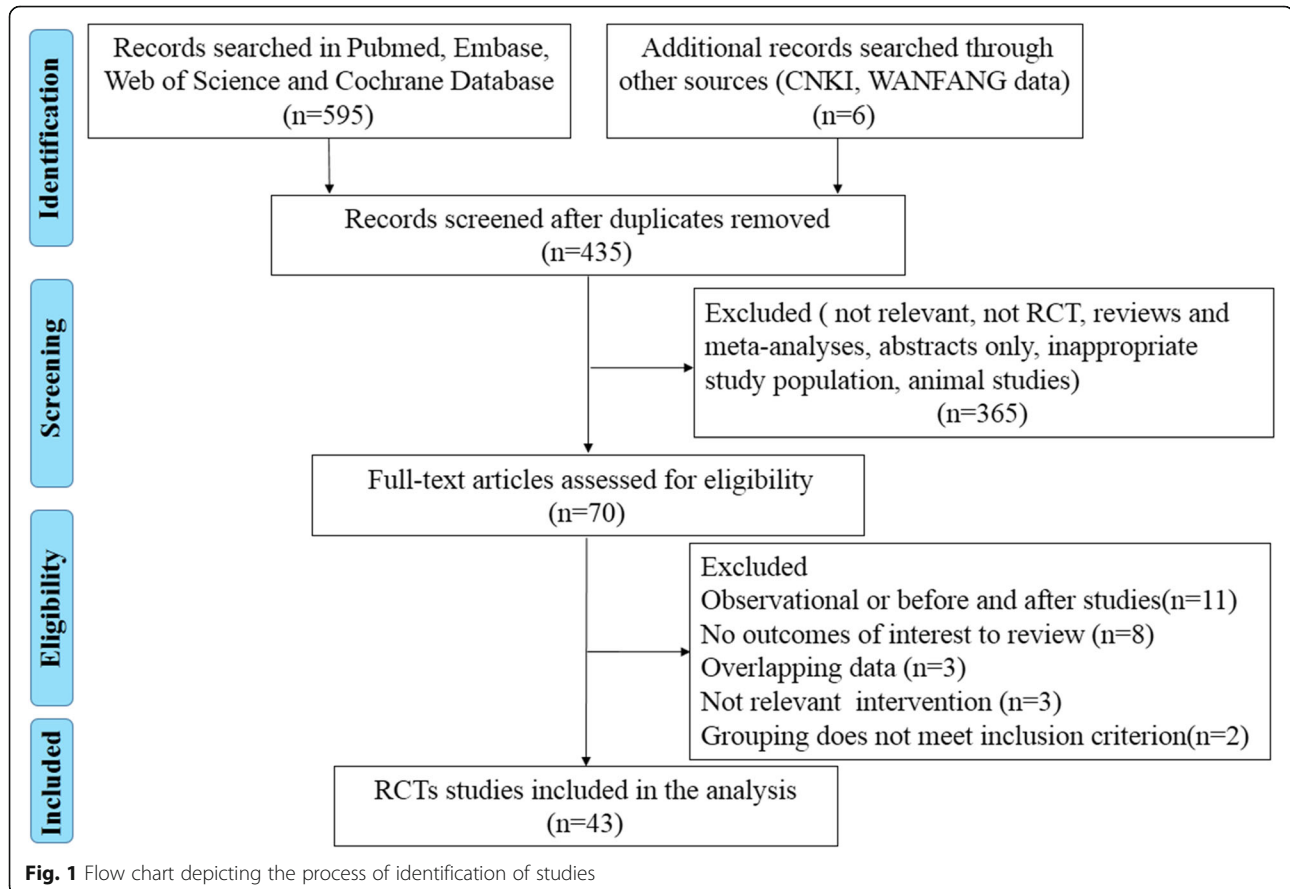 Identification
Records searched in Pubmed, Embase,
Web of Science and Cochrane Database
(n=595)
Additional records searched through
other sources (CNKI, WANFANG data)
(n=6)
Records screened after duplicates removed
(n=435)
Screening
Excluded ( not relevant, not RCT, reviews and
meta-analyses, abstracts only, inappropriate
study population, animal studies)
(n=365)
Full-text articles assessed for eligibility
(n=70)
Eligibility
Excluded
Observational or before and after studies(n=11)
No outcomes of interest to review (n=8)
Overlapping data (n=3)
Not relevant intervention (n=3)
Grouping does not meet inclusion criterion(n=2)
Included
RCTs studies included in the analysis
(n=43)
Fig. 1 Flow chart depicting the process of identification of studies